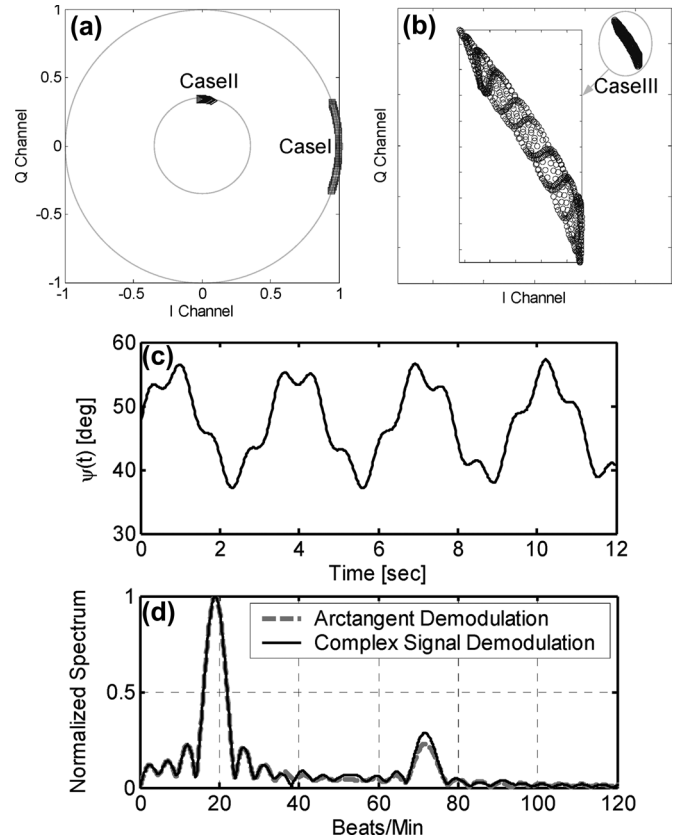 (a)
1
0.5
0
-0.5
-1
-1
-0.5
0
0.5
1
Q Channel
I Channel
CaseII
CaseI
(b)
CaseIII
Q Channel
I Channel
(c)
60
50
40
30
0
2
4
6
8
10
12
ψ(t) [deg]
Time [sec]
(d)
Arctangent Demodulation
Complex Signal Demodulation
1
0.5
0
0
20
40
60
80
100
120
Normalized Spectrum
Beats/Min